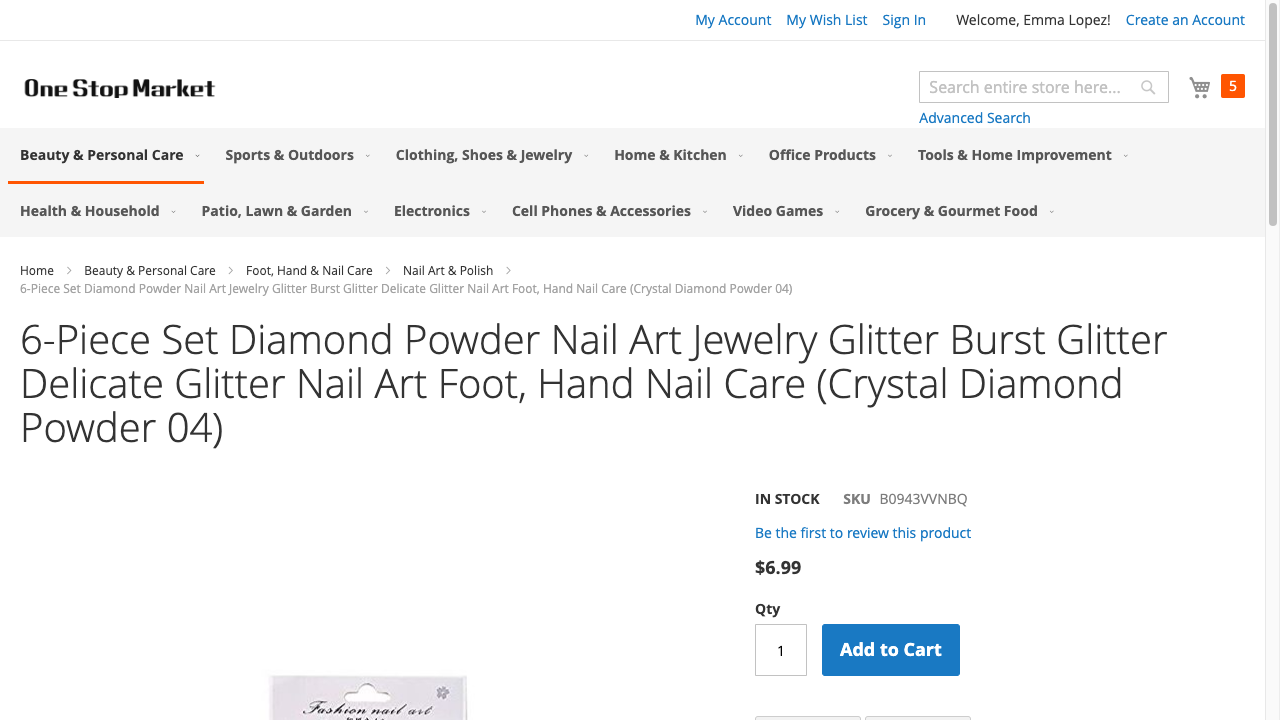 My Account My Wish List Sign In Welcome, Emma Lopez! Create an Account
One Stop Market
Search entire store here...
5
Advanced Search
Beauty & Personal Care Sports & Outdoors Clothing, Shoes & Jewelry Home & Kitchen Office Products Tools & Home Improvement
Health & Household Patio, Lawn & Garden Electronics Cell Phones & Accessories Video Games Grocery & Gourmet Food
Home Beauty & Personal Care Foot, Hand & Nail Care Nail Art & Polish
6-Piece Set Diamond Powder Nail Art Jewelry Glitter Burst Glitter Delicate Glitter Nail Art Foot, Hand Nail Care (Crystal Diamond Powder 04)
6-Piece Set Diamond Powder Nail Art Jewelry Glitter Burst Glitter
Delicate Glitter Nail Art Foot, Hand Nail Care (Crystal Diamond
Powder 04)
IN STOCK SKU B0943VVNBQ
Be the first to review this product
$6.99
Qty
1
Add to Cart
Fashion nail art